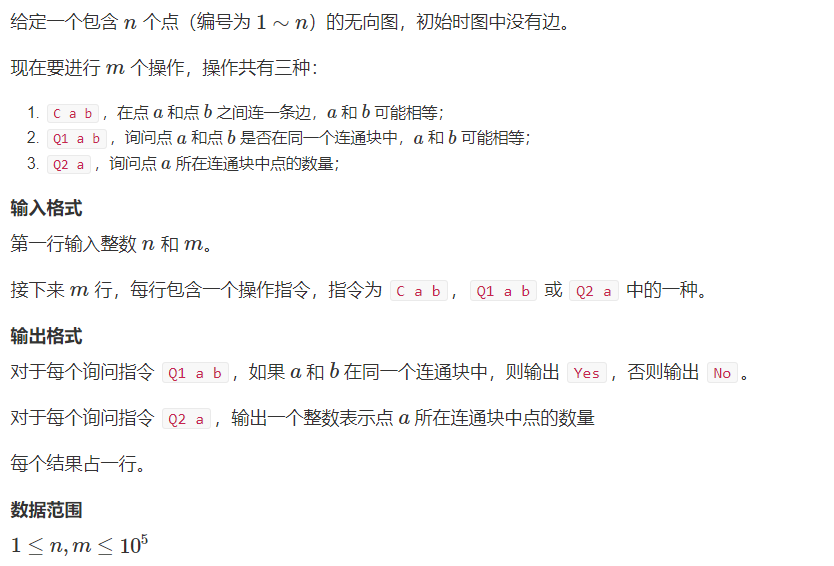 给定一个包含 n 个点（编号为 1 ∼ n）的无向图，初始时图中没有边。
现在要进行 m 个操作，操作共有三种：
1. C a b ，在点 a 和点 b 之间连一条边，a 和 b 可能相等；
2. Q1 a b ，询问点 a 和点 b 是否在同一个连通块中，a 和 b 可能相等；
3. Q2 a ，询问点 a 所在连通块中点的数量；
输入格式
第一行输入整数 n 和 m。
接下来 m 行，每行包含一个操作指令，指令为 C a b ， Q1 a b 或 Q2 a 中的一种。
输出格式
对于每个询问指令 Q1 a b ，如果 a 和 b 在同一个连通块中，则输出 Yes ，否则输出 No 。
对于每个询问指令 Q2 a ，输出一个整数表示点 a 所在连通块中点的数量
每个结果占一行。
数据范围
1 ≤ n, m ≤ 10⁵